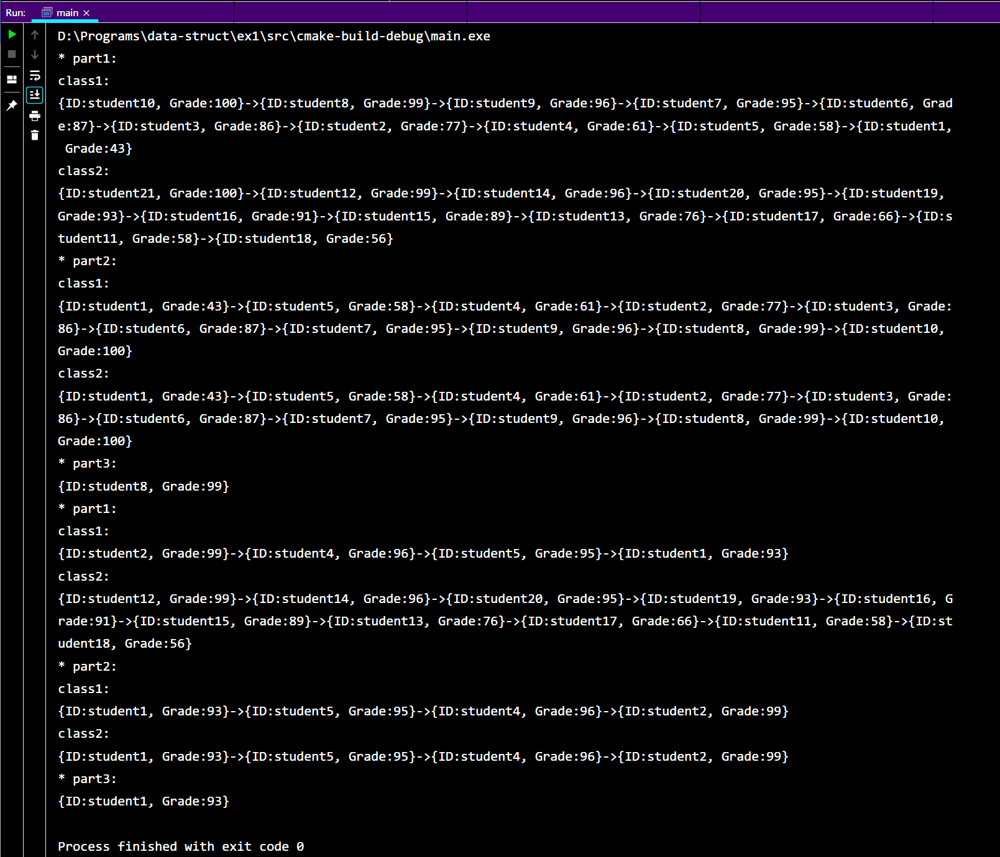 Run: main
D:\Programs\data-struct\ex1\src\cmake-build-debug\main.exe
* part1:
class1:
{ID:student10, Grade:100}->{ID:student8, Grade:99}->{ID:student9, Grade:96}->{ID:student7, Grade:95}->{ID:student6, Grad
e:87}->{ID:student3, Grade:86}->{ID:student2, Grade:77}->{ID:student4, Grade:61}->{ID:student5, Grade:58}->{ID:student1,
 Grade:43}
class2:
{ID:student21, Grade:100}->{ID:student12, Grade:99}->{ID:student14, Grade:96}->{ID:student20, Grade:95}->{ID:student19,
Grade:93}->{ID:student16, Grade:91}->{ID:student15, Grade:89}->{ID:student13, Grade:76}->{ID:student17, Grade:66}->{ID:s
tudent11, Grade:58}->{ID:student18, Grade:56}
* part2:
class1:
{ID:student1, Grade:43}->{ID:student5, Grade:58}->{ID:student4, Grade:61}->{ID:student2, Grade:77}->{ID:student3, Grade:
86}->{ID:student6, Grade:87}->{ID:student7, Grade:95}->{ID:student9, Grade:96}->{ID:student8, Grade:99}->{ID:student10,
Grade:100}
class2:
{ID:student1, Grade:43}->{ID:student5, Grade:58}->{ID:student4, Grade:61}->{ID:student2, Grade:77}->{ID:student3, Grade:
86}->{ID:student6, Grade:87}->{ID:student7, Grade:95}->{ID:student9, Grade:96}->{ID:student8, Grade:99}->{ID:student10,
Grade:100}
* part3:
{ID:student8, Grade:99}
* part1:
class1:
{ID:student2, Grade:99}->{ID:student4, Grade:96}->{ID:student5, Grade:95}->{ID:student1, Grade:93}
class2:
{ID:student12, Grade:99}->{ID:student14, Grade:96}->{ID:student20, Grade:95}->{ID:student19, Grade:93}->{ID:student16, G
rade:91}->{ID:student15, Grade:89}->{ID:student13, Grade:76}->{ID:student17, Grade:66}->{ID:student11, Grade:58}->{ID:st
udent18, Grade:56}
* part2:
class1:
{ID:student1, Grade:93}->{ID:student5, Grade:95}->{ID:student4, Grade:96}->{ID:student2, Grade:99}
class2:
{ID:student1, Grade:93}->{ID:student5, Grade:95}->{ID:student4, Grade:96}->{ID:student2, Grade:99}
* part3:
{ID:student1, Grade:93}
Process finished with exit code 0